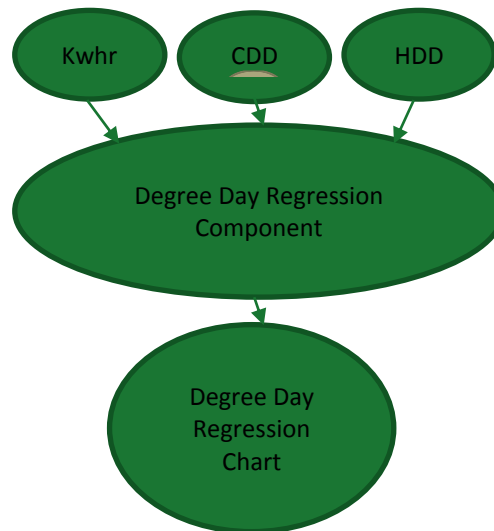 Kwhr
CDD
HDD
Degree Day Regression
Component
Degree Day
Regression
Chart